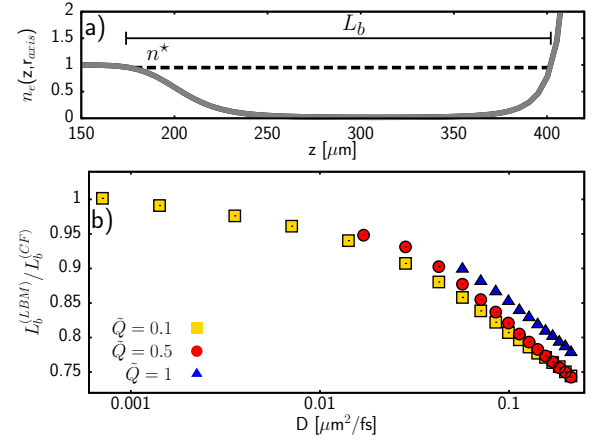 a)
L_b
n^⋆
n_e(z,r_axis)
2
1.5
1
0.5
0
150 200 250 300 350 400
z [μm]
b)
L_b^(LBM)/L_b^(CF)
1
0.95
0.90
0.85
0.80
0.75
Q̃ = 0.1
Q̃ = 0.5
Q̃ = 1
0.001 0.01 0.1
D [μm²/fs]